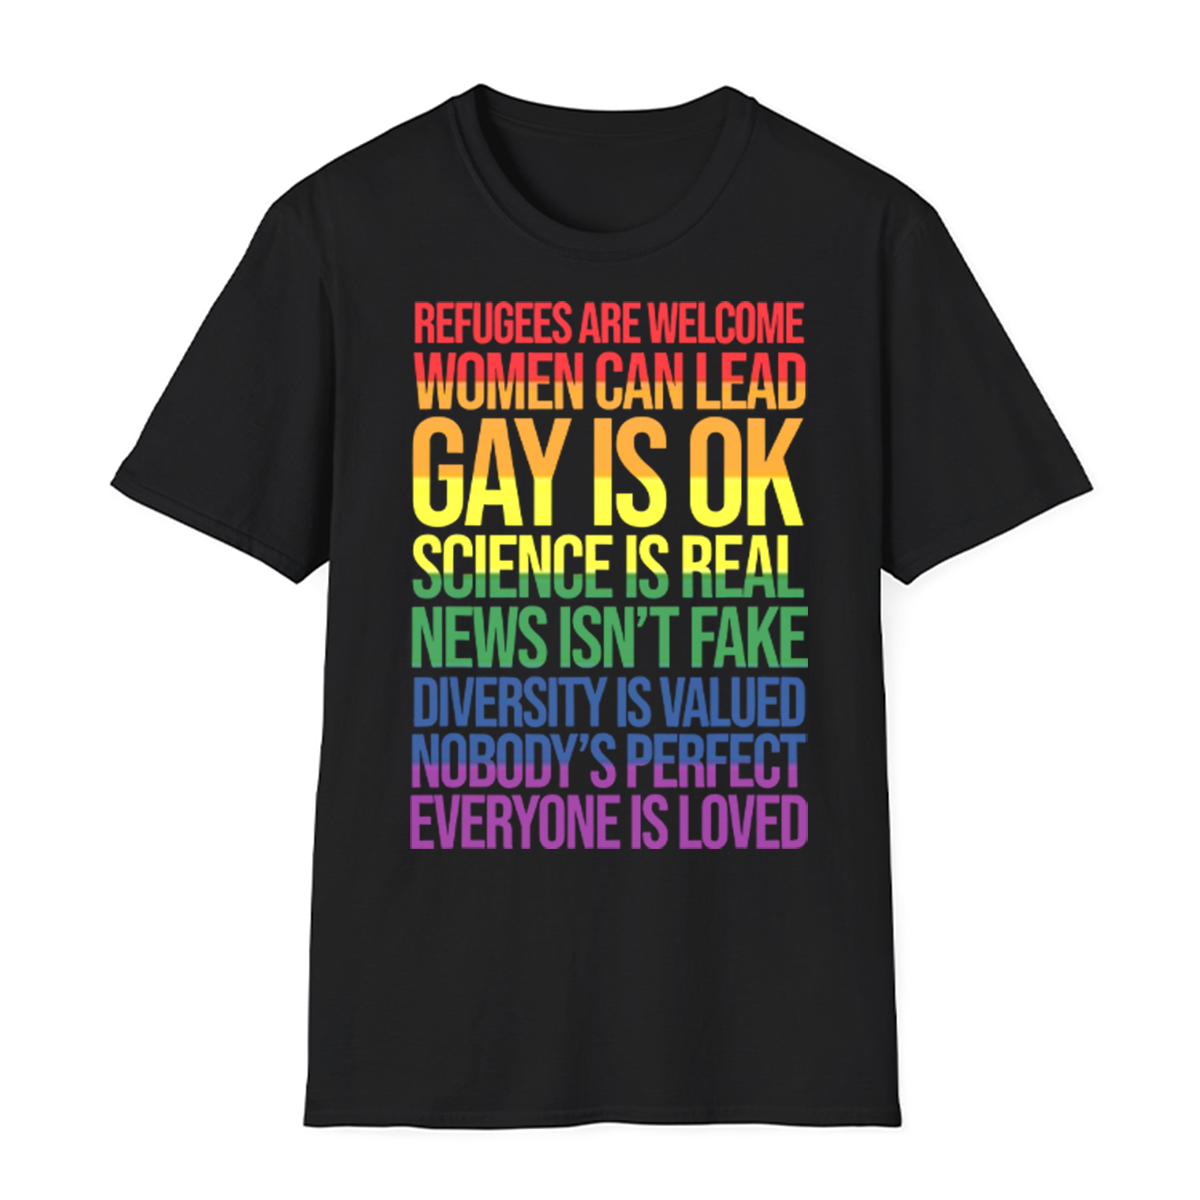 REFUGEES ARE WELCOME
WOMEN CAN LEAD
GAY IS OK
SCIENCE IS REAL
NEWS ISN'T FAKE
DIVERSITY IS VALUED
NOBODY'S PERFECT
EVERYONE IS LOVED